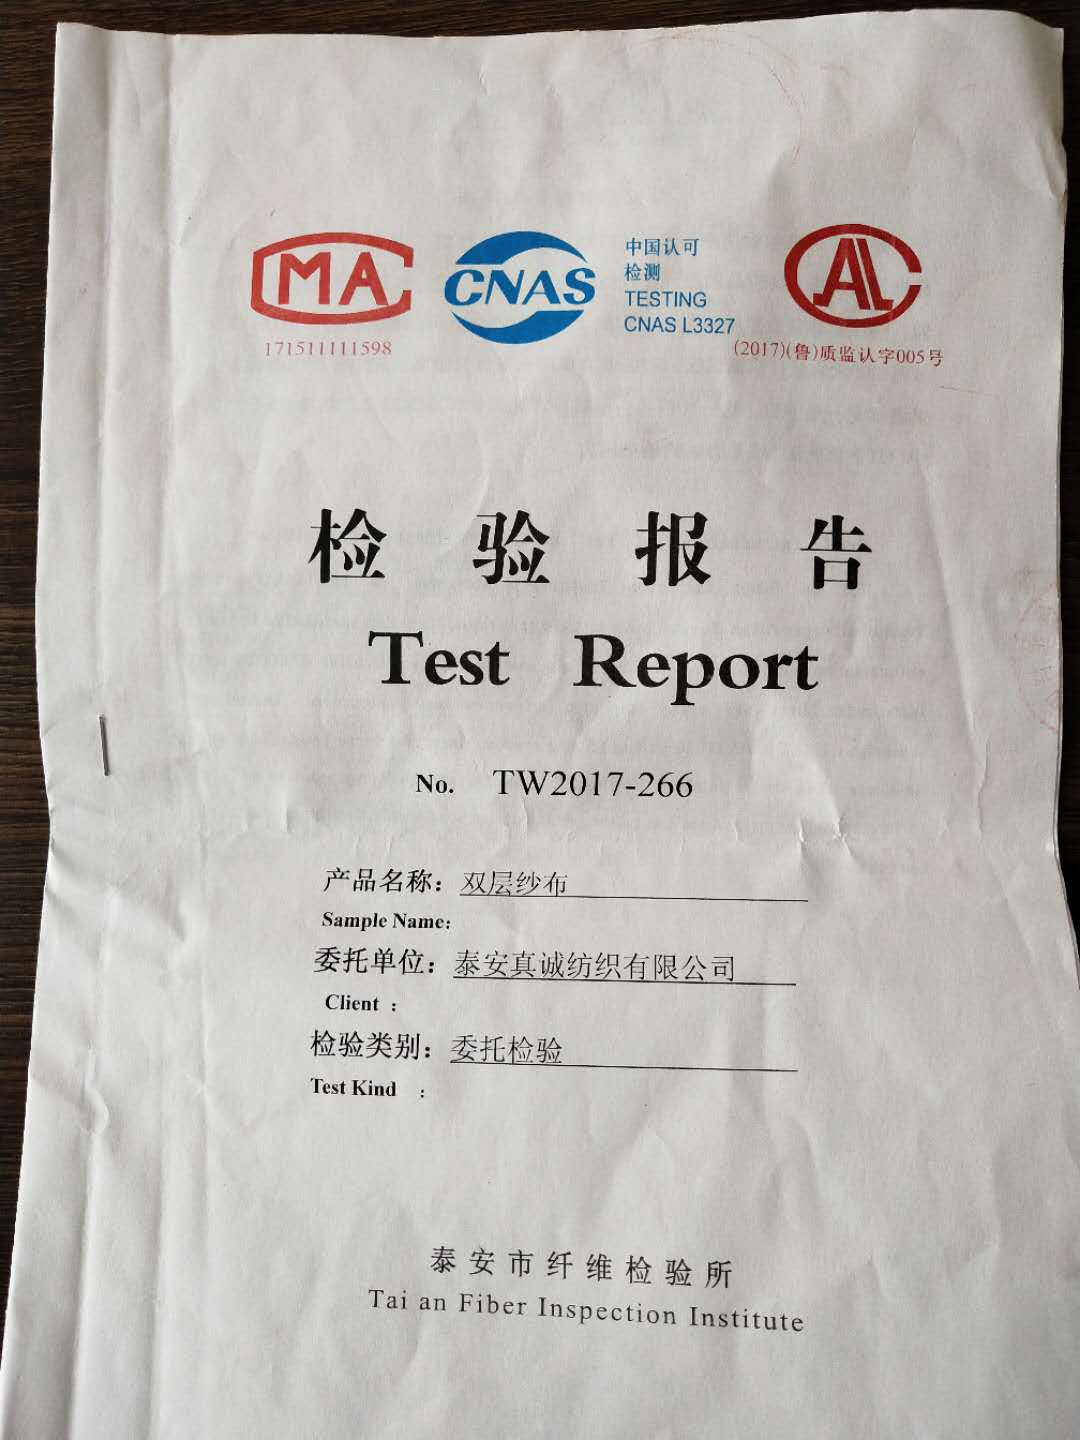 MA
CNAS
中国认可
检测
TESTING
CNAS L3327
CAL
171511111598
(2017)(鲁)质监认字005号
检验报告
Test Report
No. TW2017-266
产品名称：双层纱布
Sample Name：
委托单位：泰安真诚纺织有限公司
Client ：
检验类别：委托检验
Test Kind ：
泰安市纤维检验所
Tai an Fiber Inspection Institute